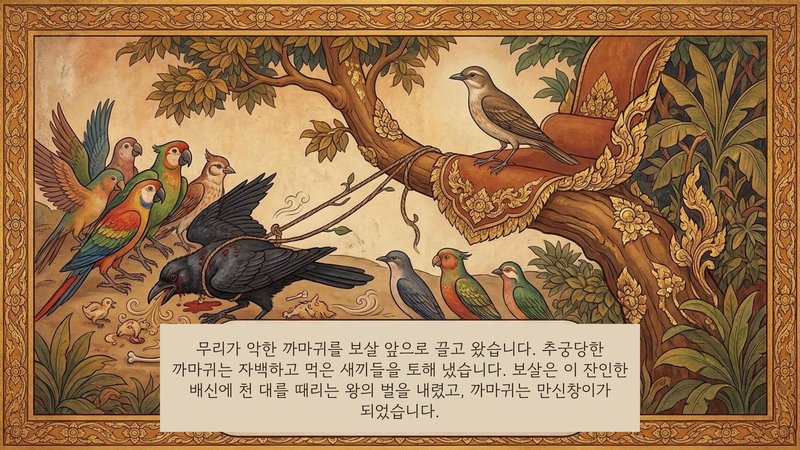 무리가 악한 까마귀를 보살 앞으로 끌고 왔습니다. 추궁당한
까마귀는 자백하고 먹은 새끼들을 토해 냈습니다. 보살은 이 잔인한
배신에 천 대를 때리는 왕의 벌을 내렸고, 까마귀는 만신창이가
되었습니다.